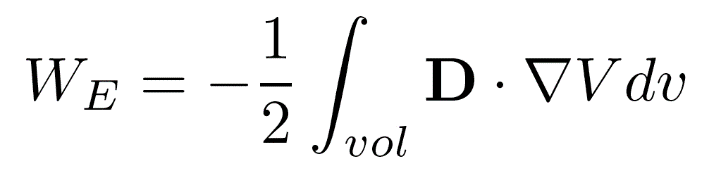 $W_E = -\frac{1}{2} \int_{vol} \mathbf{D} \cdot \nabla V dv$